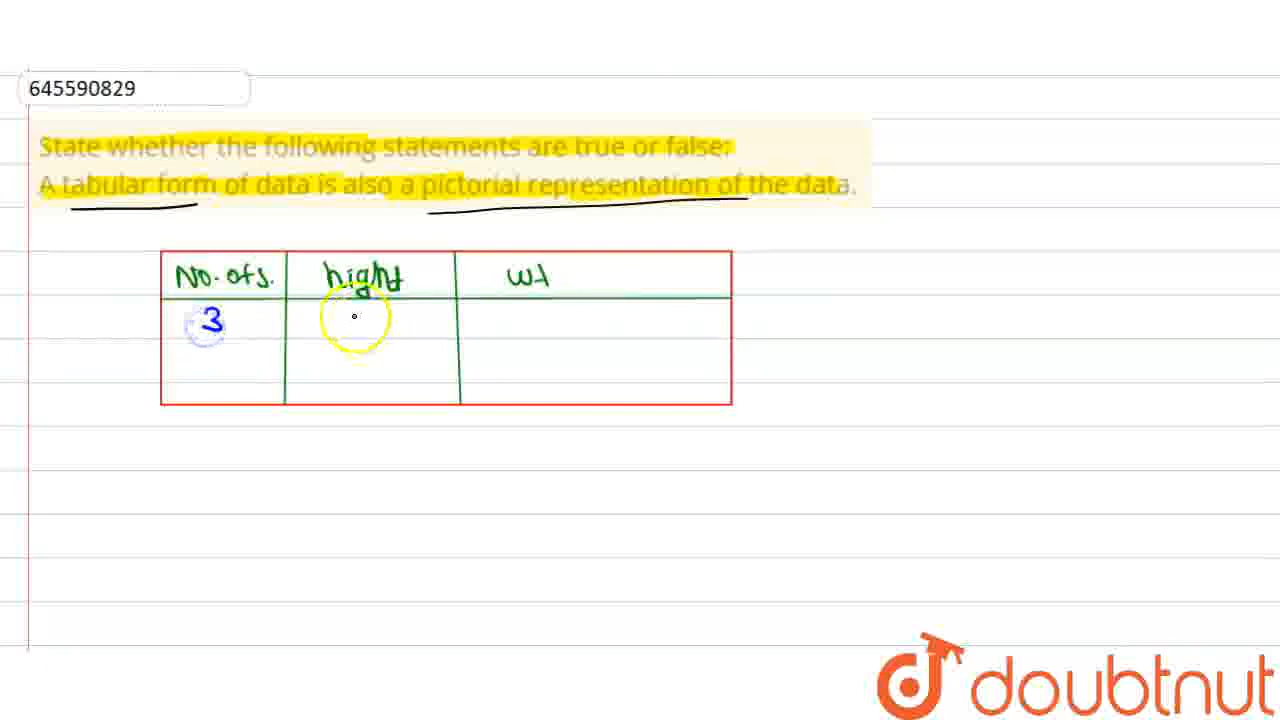 645590829
State whether the following statements are true or false:
A tabular form of data is also a pictorial representation of the data.
No. of s. hight wt
3
doubtnut